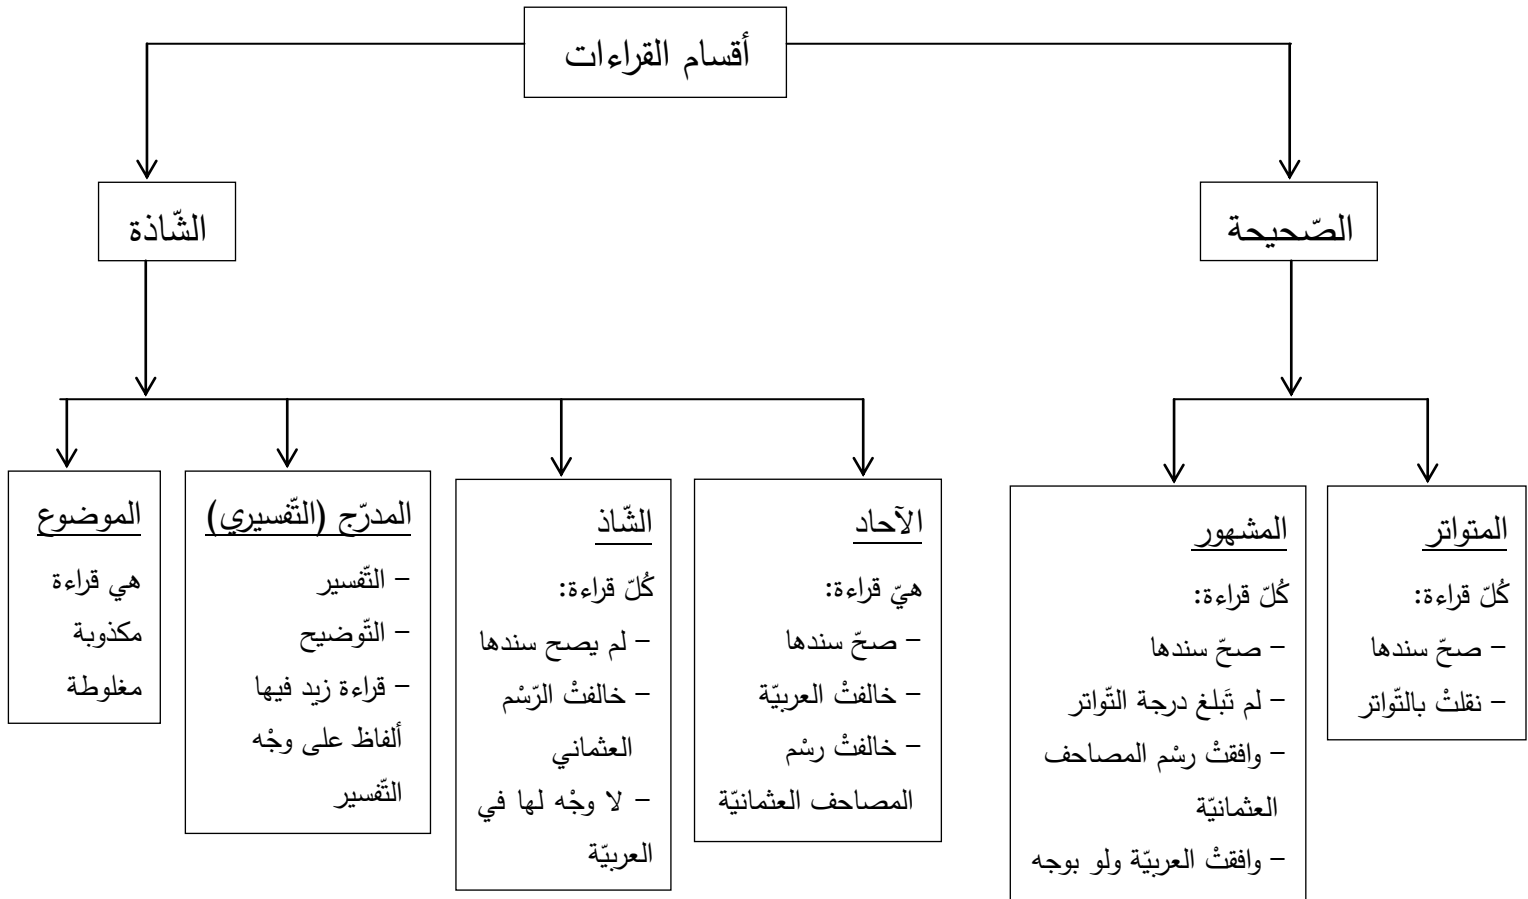 أقسام القراءات
الصّحيحة
الشّاذة
المتواتر
كُلّ قراءة:
– صحّ سندها
– نقلتْ بالتّواتر
المشهور
كُلّ قراءة:
– صحّ سندها
– لم تَبلغ درجة التّواتر
– وافقتْ رسْم المصاحف
العثمانيّة
– وافقتْ العربيّة ولو بوجه
الآحاد
هيّ قراءة:
– صحّ سندها
– خالفتْ العربيّة
– خالفتْ رسْم
المصاحف العثمانيّة
الشّاذ
كُلّ قراءة:
– لم يصح سندها
– خالفتْ الرّسْم
العثماني
– لا وجْه لها في
العربيّة
المدرّج (التّفسيري)
– التّفسير
– التّوضيح
– قراءة زيد فيها
ألفاظ على وجْه
التّفسير
الموضوع
هي قراءة
مكذوبة
مغلوطة